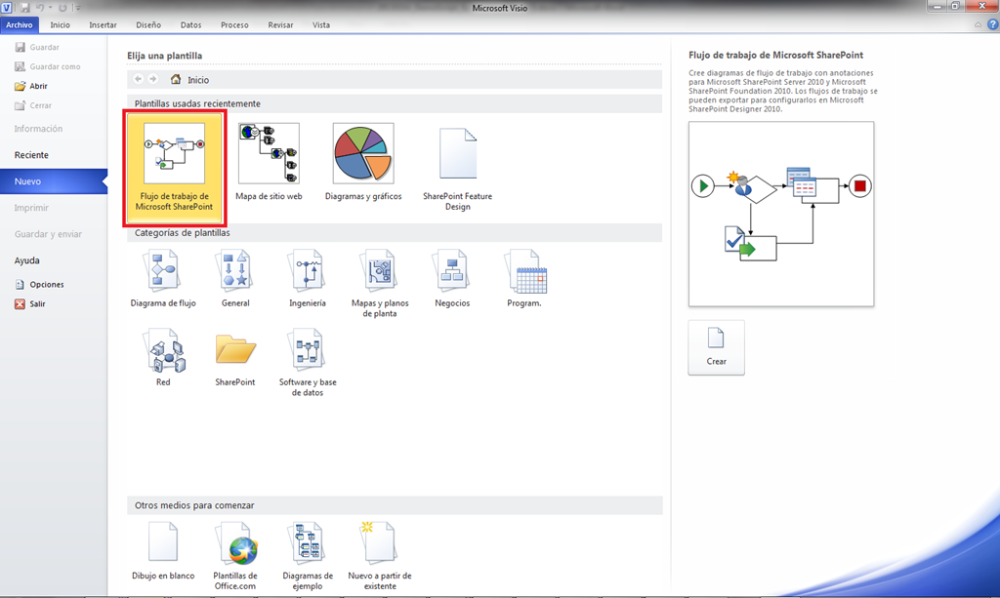 Microsoft Visio
Archivo Inicio Insertar Diseño Datos Proceso Revisar Vista
Guardar
Guardar como
Abrir
Cerrar
Información
Reciente
Nuevo
Imprimir
Guardar y enviar
Ayuda
Opciones
Salir
Elija una plantilla
Inicio
Plantillas usadas recientemente
Flujo de trabajo de
Microsoft SharePoint
Mapa de sitio web
Diagramas y gráficos
SharePoint Feature
Design
Categorías de plantillas
Diagrama de flujo
General
Ingeniería
Mapas y planos
de planta
Negocios
Program.
Red
SharePoint
Software y base
de datos
Otros medios para comenzar
Dibujo en blanco
Plantillas de
Office.com
Diagramas de
ejemplo
Nuevo a partir de
existente
Flujo de trabajo de Microsoft SharePoint
Cree diagramas de flujo de trabajo con anotaciones
para Microsoft SharePoint Server 2010 y Microsoft
SharePoint Foundation 2010. Los flujos de trabajo se
pueden exportar para configurarlos en Microsoft
SharePoint Designer 2010.
Crear